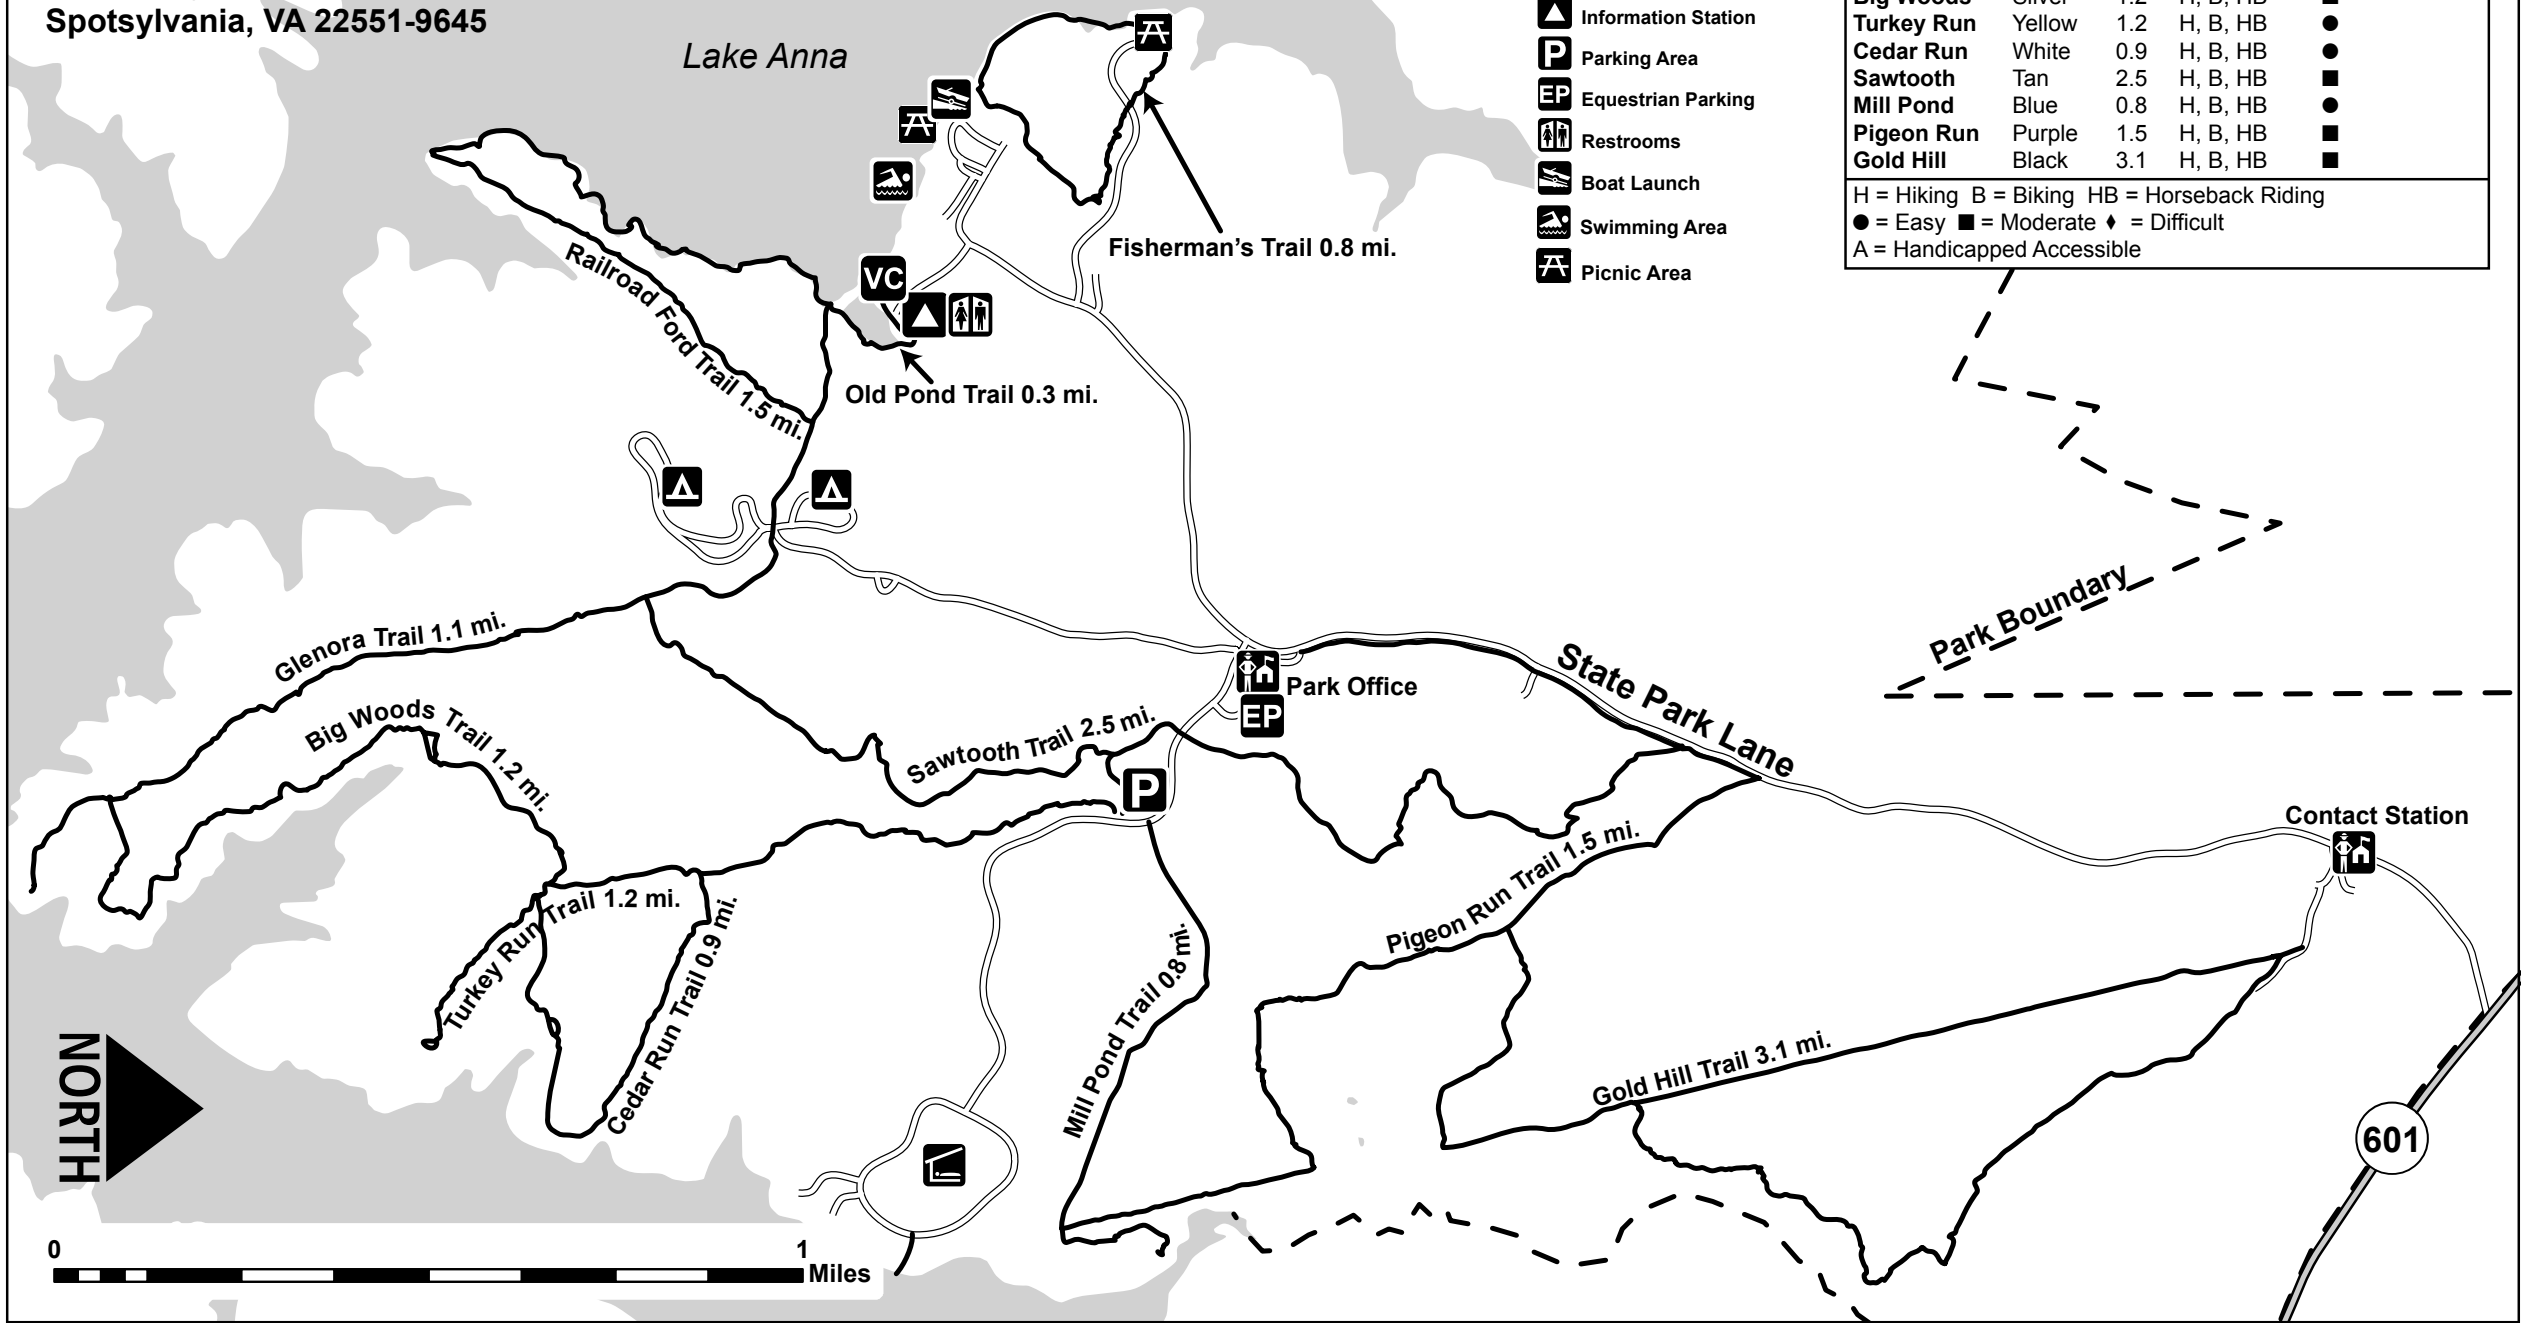 Spotsylvania, VA 22551-9645
Lake Anna
Information Station
P Parking Area
EP Equestrian Parking
Restrooms
Boat Launch
Swimming Area
Picnic Area
Big Woods Silver 1.2 H, B, HB ■
Turkey Run Yellow 1.2 H, B, HB ●
Cedar Run White 0.9 H, B, HB ●
Sawtooth Tan 2.5 H, B, HB ■
Mill Pond Blue 0.8 H, B, HB ●
Pigeon Run Purple 1.5 H, B, HB ■
Gold Hill Black 3.1 H, B, HB ■
H = Hiking B = Biking HB = Horseback Riding
● = Easy ■ = Moderate ♦ = Difficult
A = Handicapped Accessible
Fisherman's Trail 0.8 mi.
VC
Railroad Ford Trail 1.5 mi.
Old Pond Trail 0.3 mi.
Park Boundary
Glenora Trail 1.1 mi.
State Park Lane
Park Office
EP
Big Woods Trail 1.2 mi.
Sawtooth Trail 2.5 mi.
P
Contact Station
Pigeon Run Trail 1.5 mi.
Turkey Run Trail 1.2 mi.
Cedar Run Trail 0.9 mi.
Mill Pond Trail 0.8 mi.
Gold Hill Trail 3.1 mi.
NORTH
601
0 1
Miles